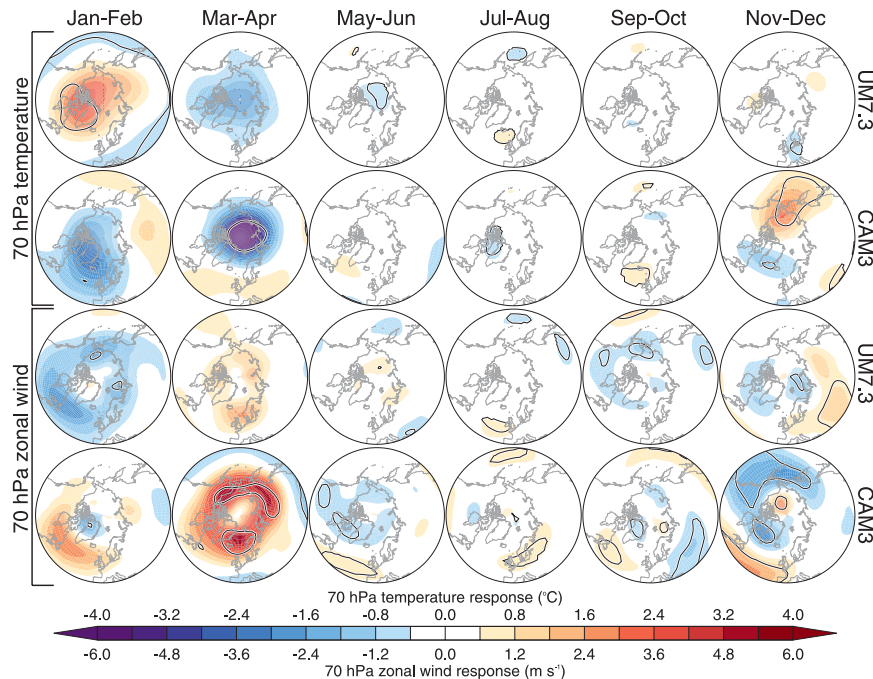 Jan-Feb Mar-Apr May-Jun Jul-Aug Sep-Oct Nov-Dec
70 hPa temperature
UM7.3
CAM3
70 hPa zonal wind
UM7.3
CAM3
70 hPa temperature response (°C)
-4.0 -3.2 -2.4 -1.6 -0.8 0.0 0.8 1.6 2.4 3.2 4.0
-6.0 -4.8 -3.6 -2.4 -1.2 0.0 1.2 2.4 3.6 4.8 6.0
70 hPa zonal wind response (m s⁻¹)